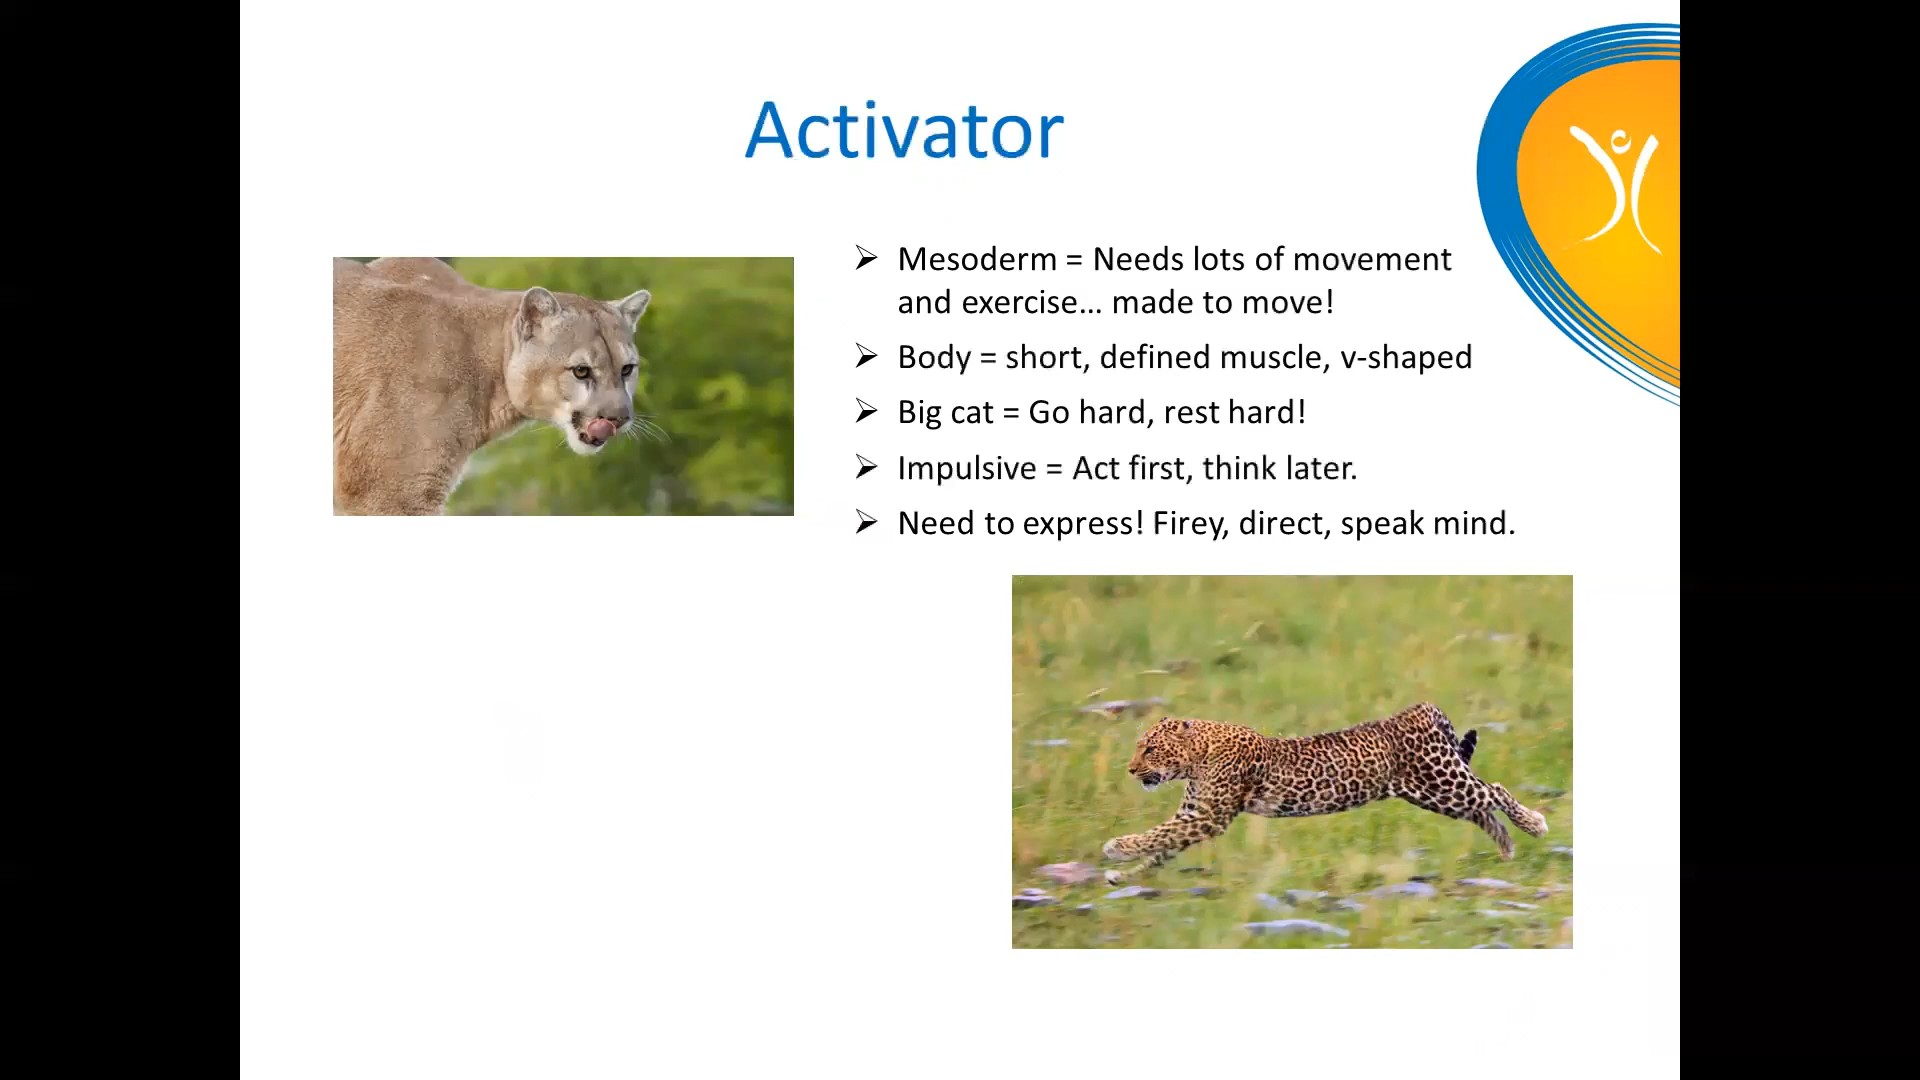 Activator
➢ Mesoderm = Needs lots of movement
and exercise... made to move!
➢ Body = short, defined muscle, v-shaped
➢ Big cat = Go hard, rest hard!
➢ Impulsive = Act first, think later.
➢ Need to express! Firey, direct, speak mind.